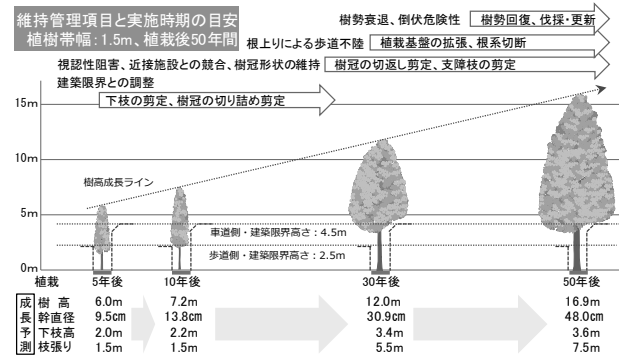 維持管理項目と実施時期の目安
植樹帯幅:1.5m、植栽後50年間
樹勢衰退、倒伏危険性 樹勢回復、伐採・更新
根上りによる歩道不陸 植栽基盤の拡張、根系切断
視認性阻害、近接施設との競合、樹冠形状の維持 樹冠の切返し剪定、支障枝の剪定
建築限界との調整
下枝の剪定、樹冠の切り詰め剪定
15m
10m
樹高成長ライン
5m
車道側・建築限界高さ:4.5m
歩道側・建築限界高さ:2.5m
0m
植栽 5年後 10年後 30年後 50年後
成長予測
樹高 6.0m 7.2m 12.0m 16.9m
幹直径 9.5cm 13.8cm 30.9cm 48.0cm
下枝高 2.0m 2.2m 3.4m 3.6m
枝張り 1.5m 1.5m 5.5m 7.5m